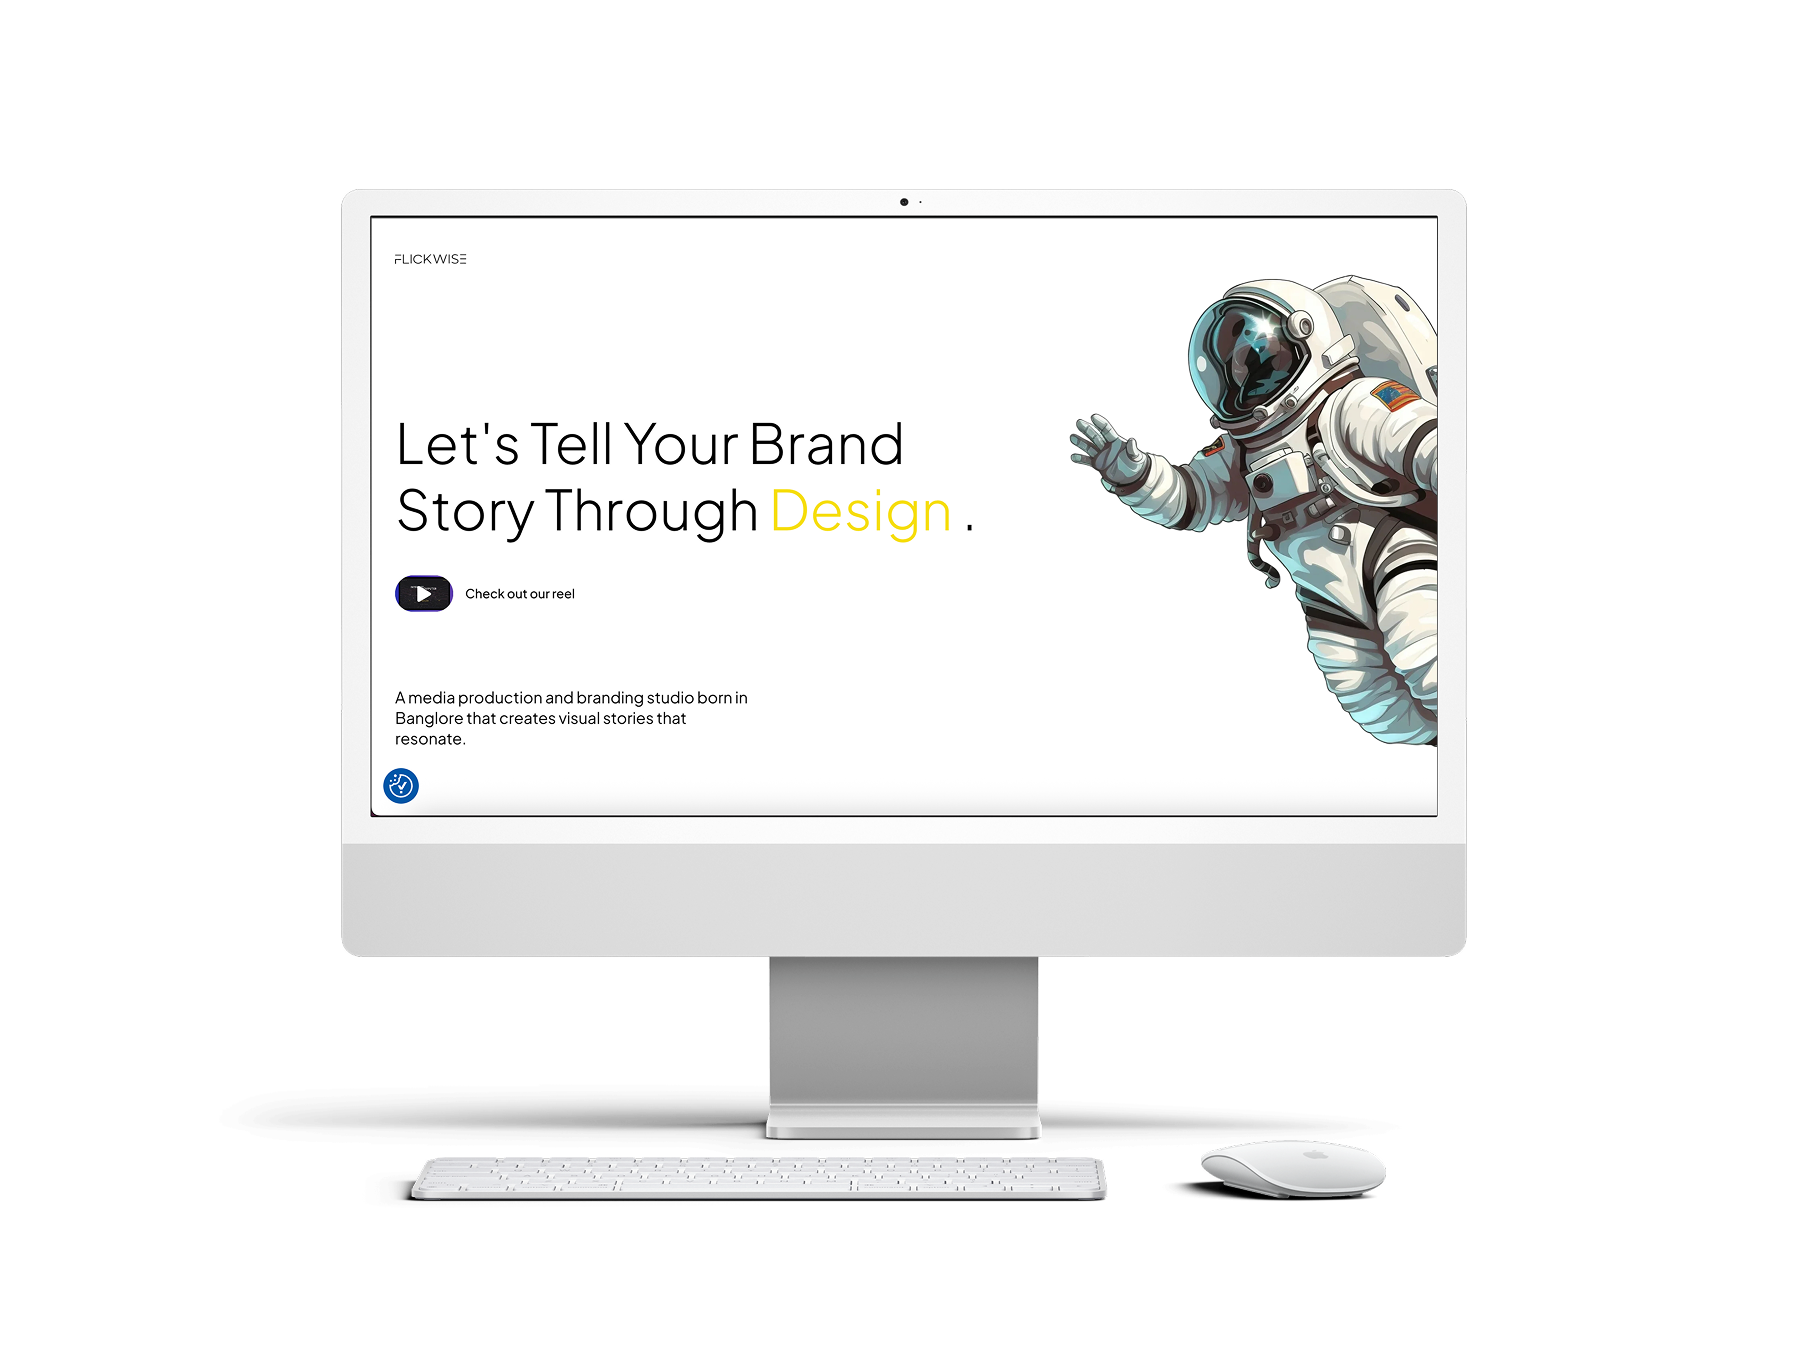 FLICKWISE
Let's Tell Your Brand
Story Through Design .
Check out our reel
A media production and branding studio born in
Banglore that creates visual stories that
resonate.